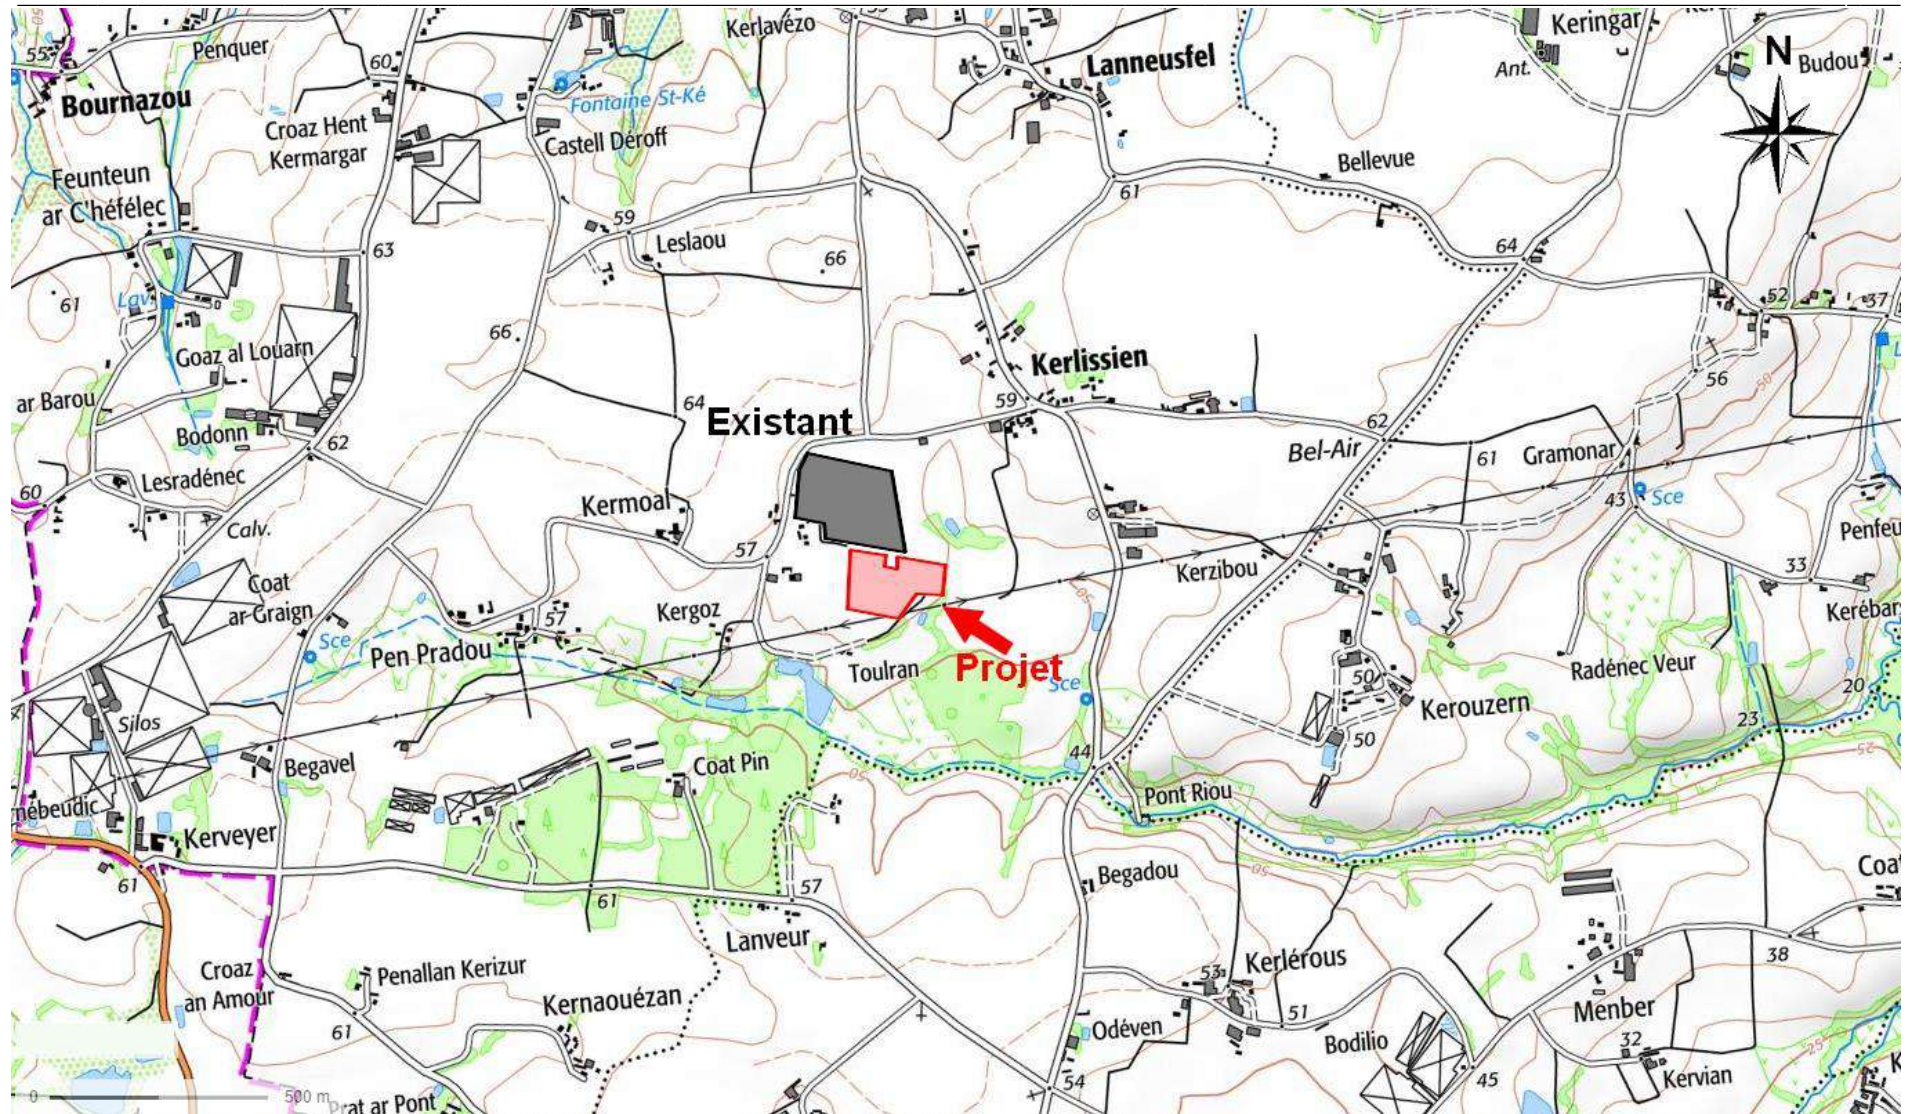 Kerlavézo
Keringar
55
Penquer
60
Lanneusfel
N
Ant.
Budou
Bournazou
Fontaine St-Ké
Croaz Hent
Kermargar
Castell Déroff
Bellevue
Feunteun
ar C'héfélec
61
59
Leslaou
63
66
64
61
Lav.
52
37
66
Goaz al Louarn
Kerlissien
56
50
ar Barou
64
Existant
59
62
Bodonn
62
Bel-Air
61
Gramonar
Lesradénec
60
Kermoal
43
Sce
Calv.
57
Penfeu
Coat
ar Graign
Kerzibou
33
50
Kergoz
57
Kerébar
Sce
Pen Pradou
Toulran
Projet
Sce
Radénec Veur
50
20
Silos
Kerouzern
23
50
44
25
Begavel
Coat Pin
50
Pont Riou
nébeudic
Kerveyer
61
57
Begadou
50
Coat
61
Lanveur
38
Croaz
an Amour
Penallan Kerizur
Kernaouézan
53
Kerlérous
51
Menber
61
Odéven
Bodilio
32
25
Kervian
45
54
0
500 m
Prat ar Pont